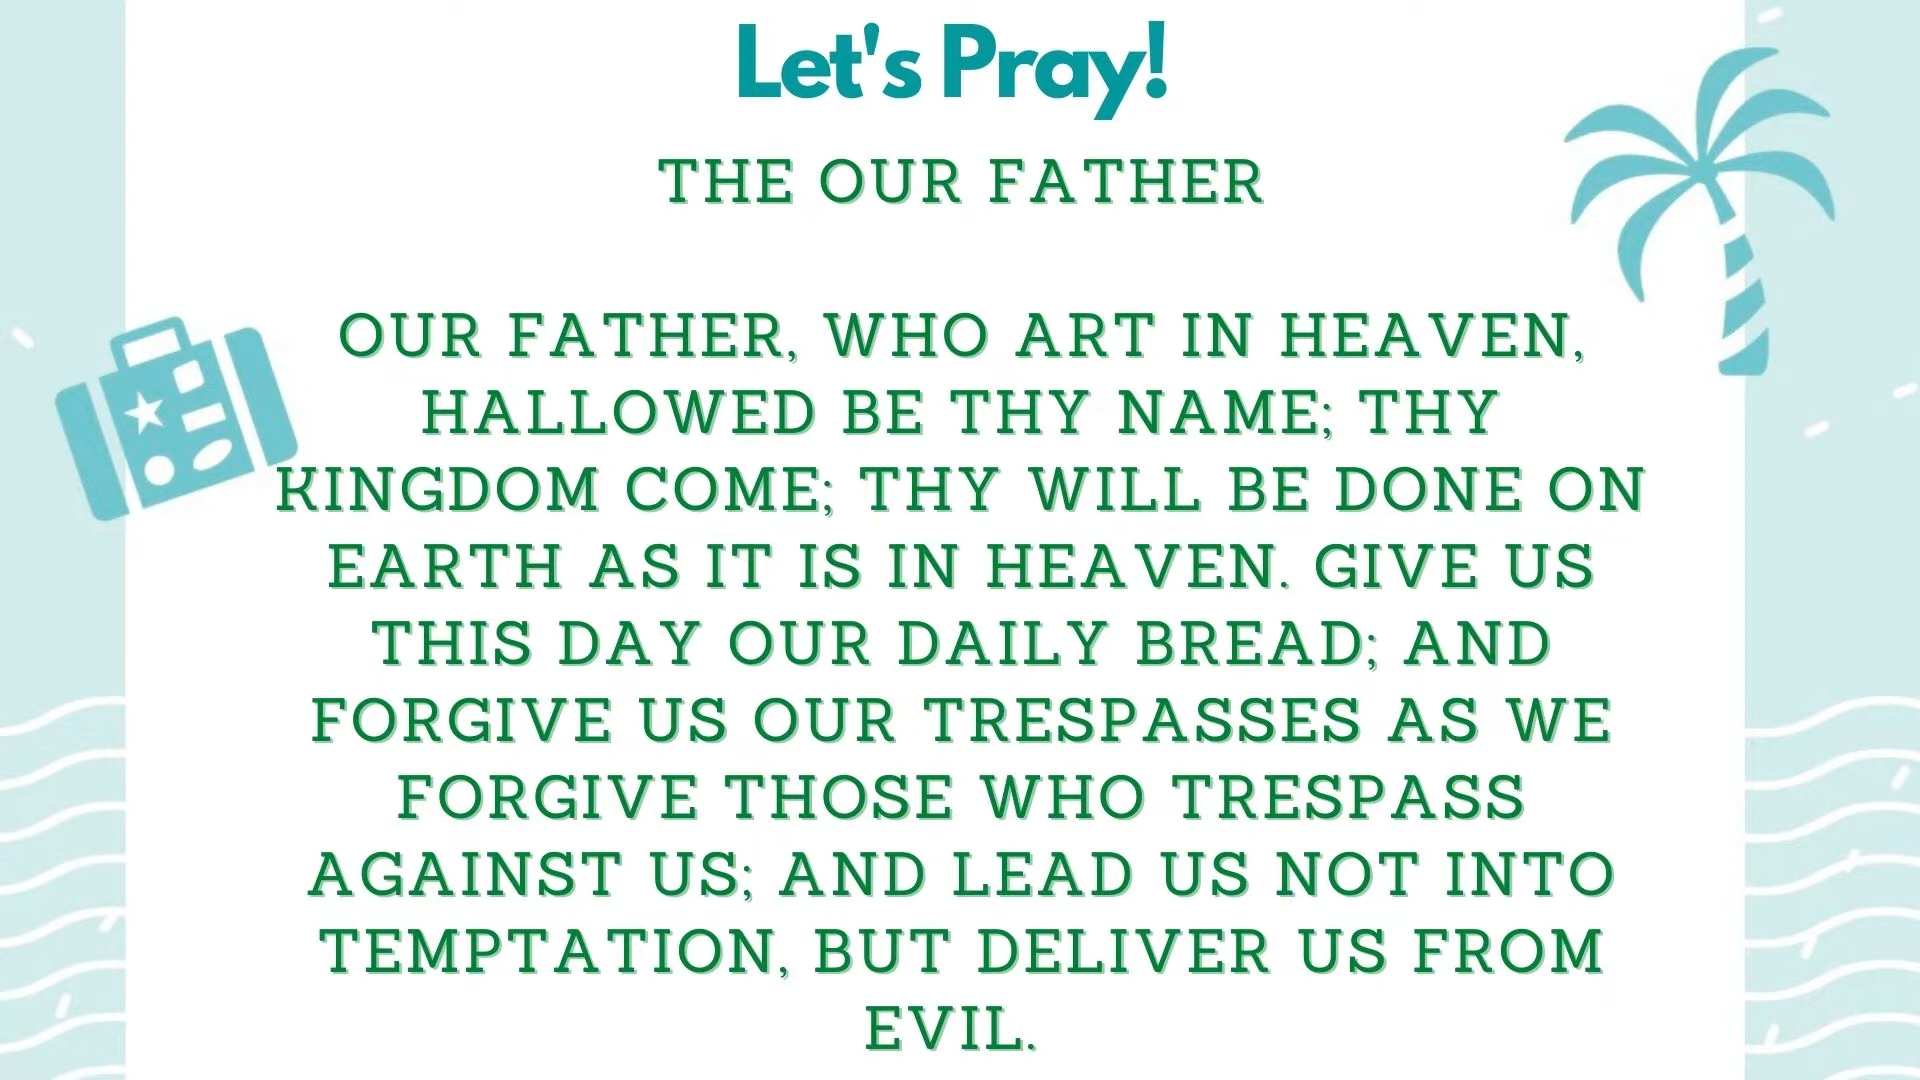 Let's Pray!
THE OUR FATHER
OUR FATHER, WHO ART IN HEAVEN,
HALLOWED BE THY NAME; THY
KINGDOM COME; THY WILL BE DONE ON
EARTH AS IT IS IN HEAVEN. GIVE US
THIS DAY OUR DAILY BREAD; AND
FORGIVE US OUR TRESPASSES AS WE
FORGIVE THOSE WHO TRESPASS
AGAINST US; AND LEAD US NOT INTO
TEMPTATION, BUT DELIVER US FROM
EVIL.